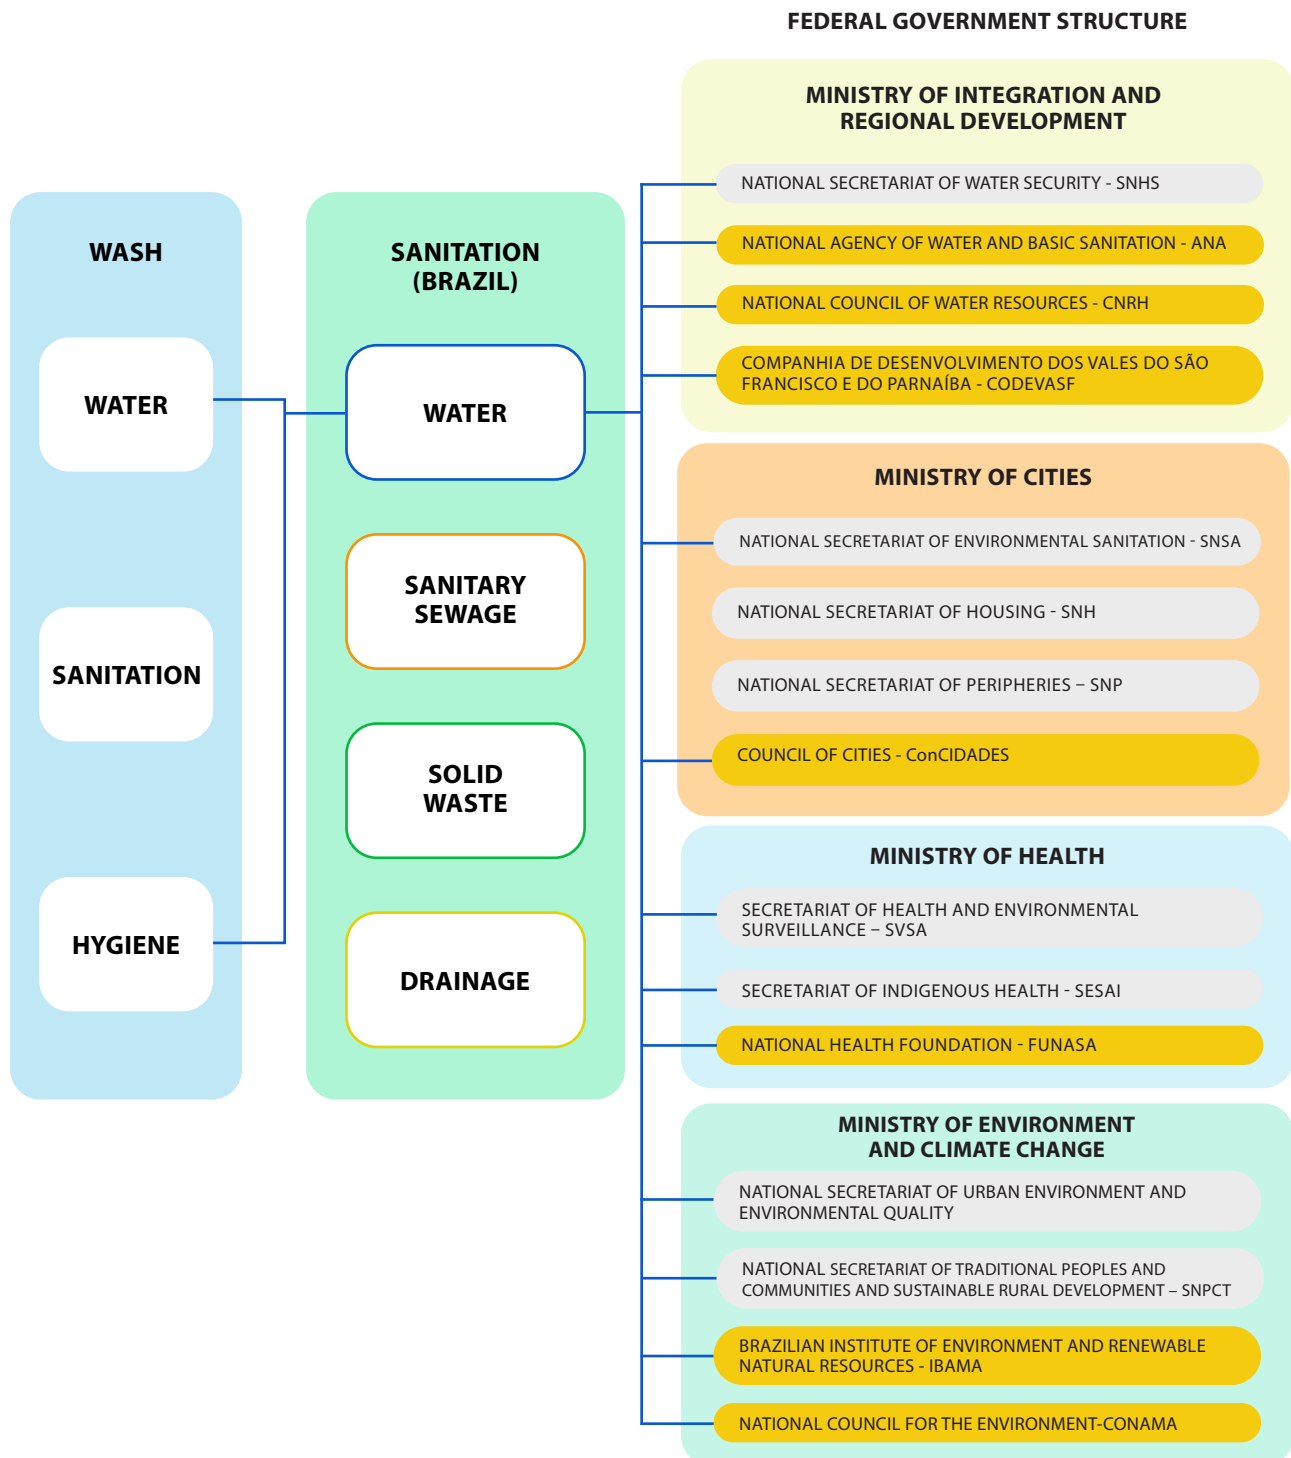 FEDERAL GOVERNMENT STRUCTURE
WASH
WATER
SANITATION
HYGIENE
SANITATION
(BRAZIL)
WATER
SANITARY
SEWAGE
SOLID
WASTE
DRAINAGE
MINISTRY OF INTEGRATION AND
REGIONAL DEVELOPMENT
NATIONAL SECRETARIAT OF WATER SECURITY - SNHS
NATIONAL AGENCY OF WATER AND BASIC SANITATION - ANA
NATIONAL COUNCIL OF WATER RESOURCES - CNRH
COMPANHIA DE DESENVOLVIMENTO DOS VALES DO SÃO
FRANCISCO E DO PARNAÍBA - CODEVASF
MINISTRY OF CITIES
NATIONAL SECRETARIAT OF ENVIRONMENTAL SANITATION - SNSA
NATIONAL SECRETARIAT OF HOUSING - SNH
NATIONAL SECRETARIAT OF PERIPHERIES – SNP
COUNCIL OF CITIES - ConCIDADES
MINISTRY OF HEALTH
SECRETARIAT OF HEALTH AND ENVIRONMENTAL
SURVEILLANCE – SVSA
SECRETARIAT OF INDIGENOUS HEALTH - SESAI
NATIONAL HEALTH FOUNDATION - FUNASA
MINISTRY OF ENVIRONMENT
AND CLIMATE CHANGE
NATIONAL SECRETARIAT OF URBAN ENVIRONMENT AND
ENVIRONMENTAL QUALITY
NATIONAL SECRETARIAT OF TRADITIONAL PEOPLES AND
COMMUNITIES AND SUSTAINABLE RURAL DEVELOPMENT – SNPCT
BRAZILIAN INSTITUTE OF ENVIRONMENT AND RENEWABLE
NATURAL RESOURCES - IBAMA
NATIONAL COUNCIL FOR THE ENVIRONMENT-CONAMA